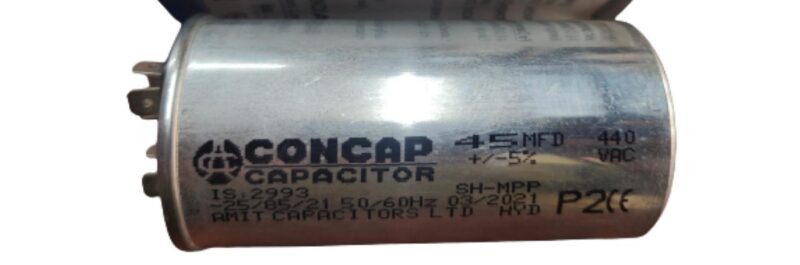 CONCAP
CAPACITOR
45 MFD 440
+/-5% VAC
IS:2993 SH-MPP
-25/85/21 50/60Hz 03/2021
AMIT CAPACITORS LTD HYD
P2 CE